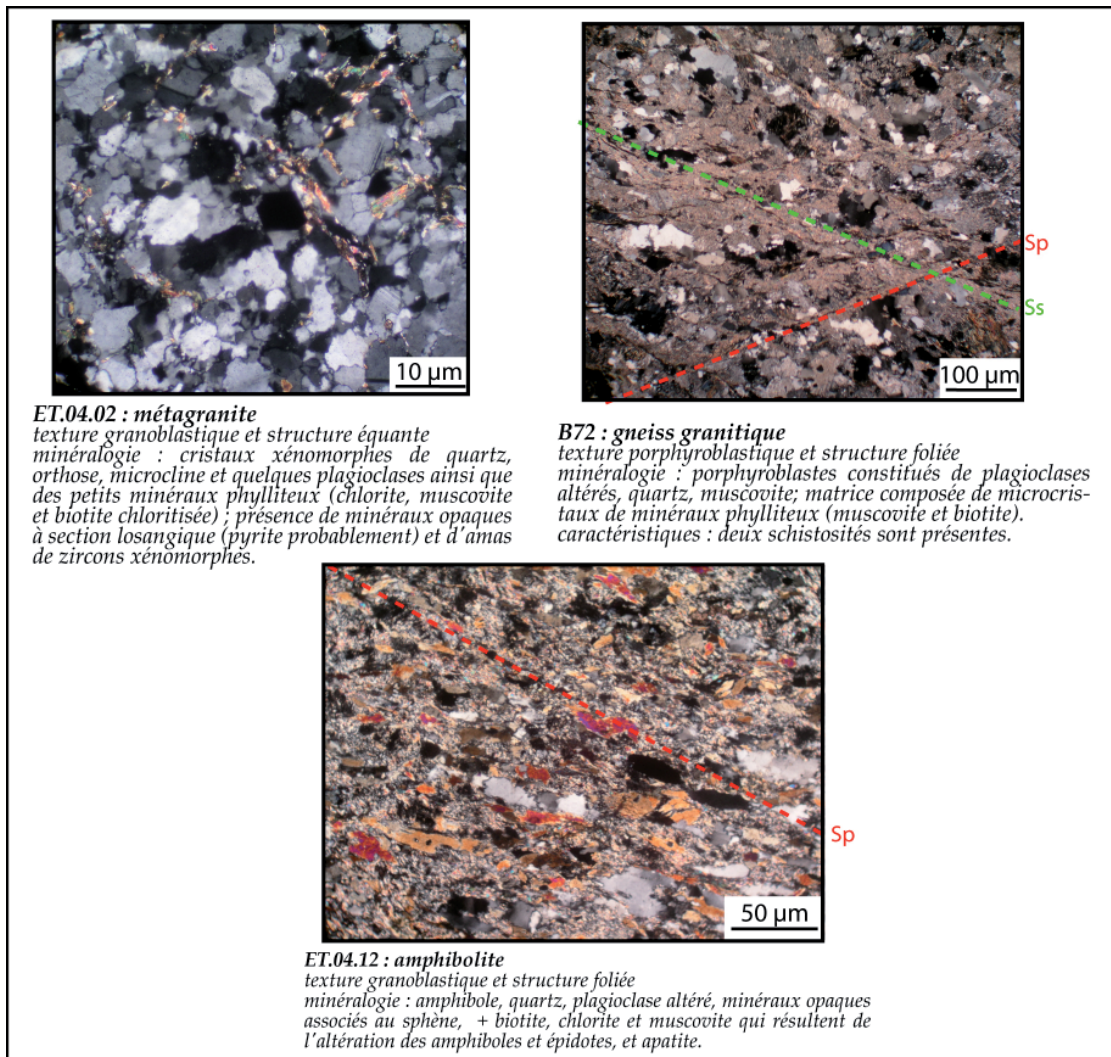 10 µm
Sp
Ss
100 µm
ET.04.02 : métagranite
texture granoblastique et structure équante
minéralogie : cristaux xénomorphes de quartz,
orthose, microcline et quelques plagioclases ainsi que
des petits minéraux phylliteux (chlorite, muscovite
et biotite chloritisée) ; présence de minéraux opaques
à section losangique (pyrite probablement) et d'amas
de zircons xénomorphes.
B72 : gneiss granitique
texture porphyroblastique et structure foliée
minéralogie : porphyroblastes constitués de plagioclases
altérés, quartz, muscovite; matrice composée de microcris-
taux de minéraux phylliteux (muscovite et biotite).
caractéristiques : deux schistosités sont présentes.
Sp
50 µm
ET.04.12 : amphibolite
texture granoblastique et structure foliée
minéralogie : amphibole, quartz, plagioclase altéré, minéraux opaques
associés au sphène, + biotite, chlorite et muscovite qui résultent de
l'altération des amphiboles et épidotes, et apatite.